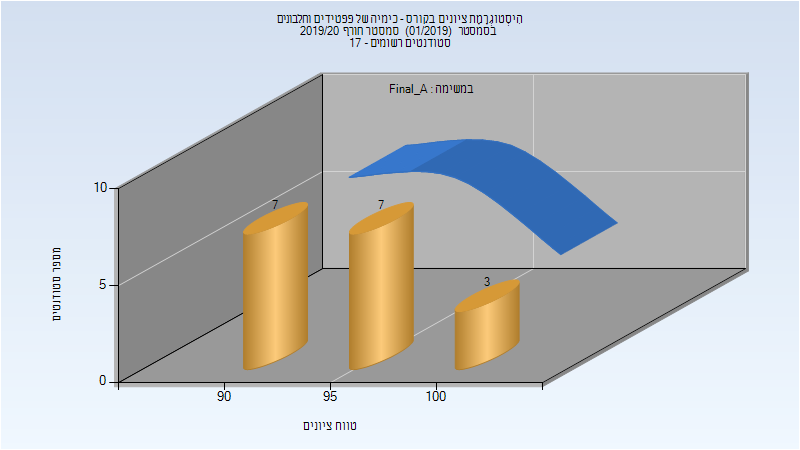 היסטוגרמת ציונים בקורס - כימיה של פפטידים וחלבונים
בסמסטר (01/2019) סמסטר חורף 2019/20
סטודנטים רשומים - 17
במשימה : Final_A
10
5
0
מספר סטודנטים
7
7
3
90
95
100
טווח ציונים